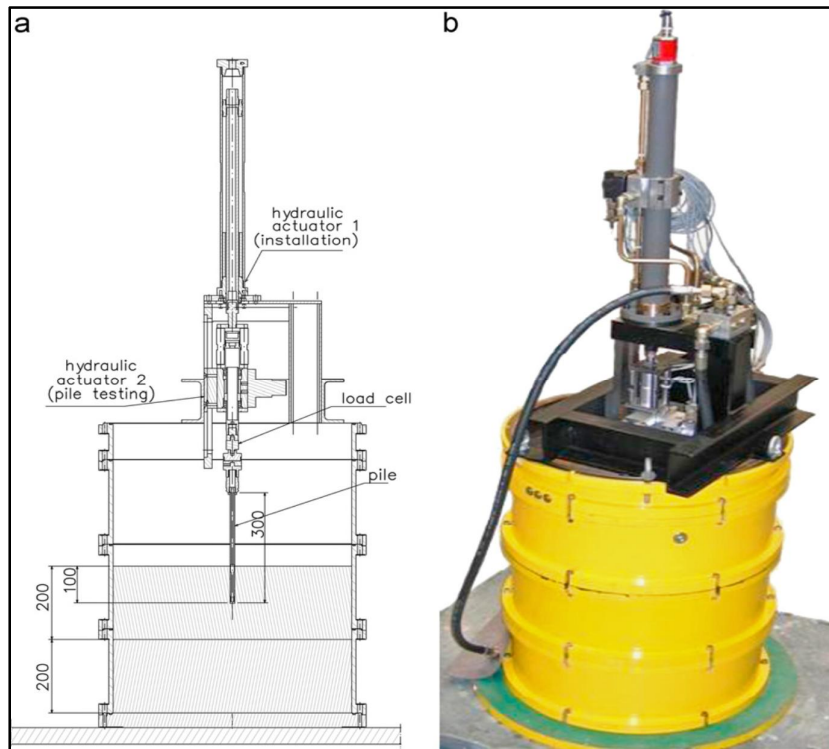 a
b
hydraulic
actuator 1
(installation)
hydraulic
actuator 2
(pile testing)
load cell
pile
300
100
200
200